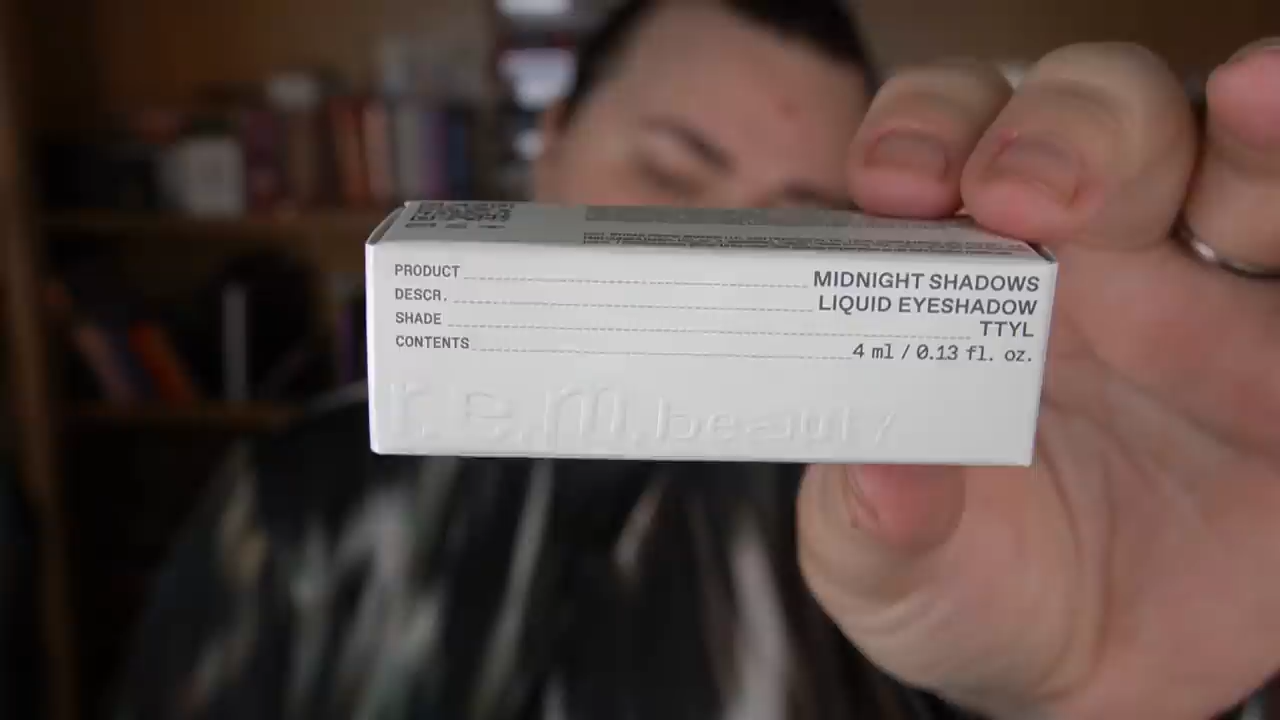 PRODUCT MIDNIGHT SHADOWS
DESCR. LIQUID EYESHADOW
SHADE TTYL
CONTENTS 4 ml / 0.13 fl. oz.
r.e.m. beauty